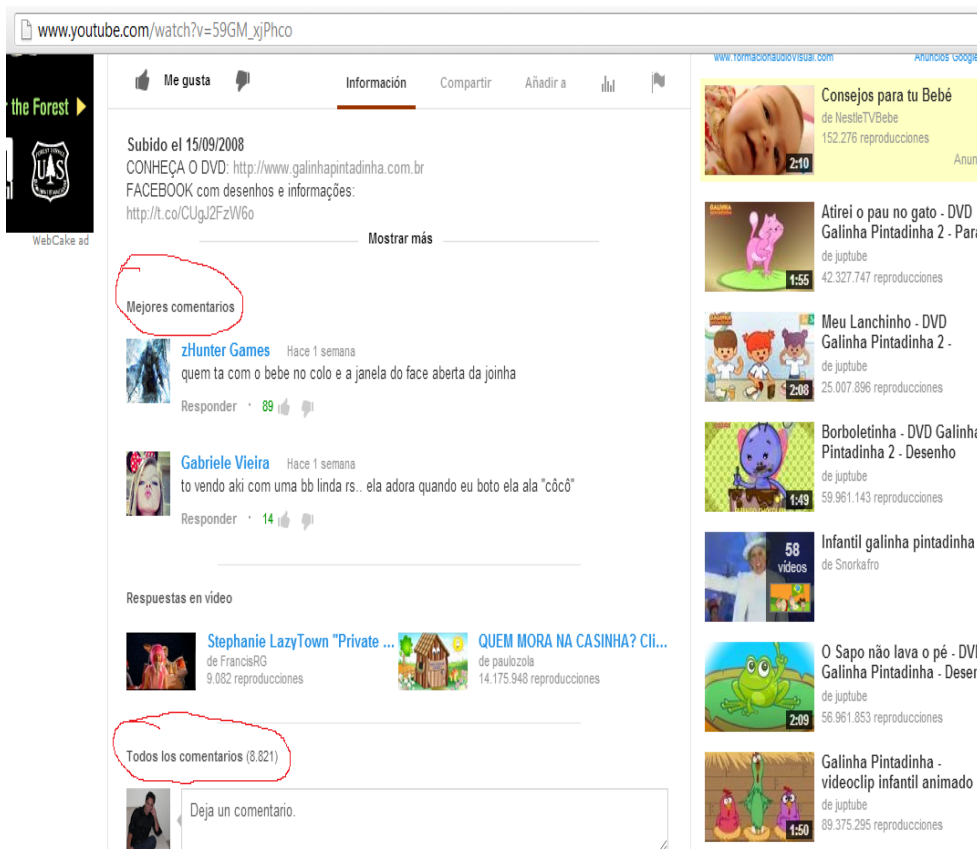 www.youtube.com/watch?v=59GM_xjPhco
the Forest
UAS
WebCake ad
Me gusta
Información
Compartir
Añadir a
Subido el 15/09/2008
CONHEÇA O DVD: http://www.galinhapintadinha.com.br
FACEBOOK com desenhos e informações:
http://t.co/CUgJ2FzW6o
Mostrar más
Mejores comentarios
zHunter Games Hace 1 semana
quem ta com o bebe no colo e a janela do face aberta da joinha
Responder · 89
Gabriele Vieira Hace 1 semana
to vendo aki com uma bb linda rs.. ela adora quando eu boto ela ala "côcô"
Responder · 14
Respuestas en vídeo
Stephanie LazyTown "Private ...
de FrancisRG
9.082 reproducciones
QUEM MORA NA CASINHA? Cli...
de paulozola
14.175.948 reproducciones
Todos los comentarios (8.821)
Deja un comentario.
www.formacionaudiovisual.com Anuncios Google
Consejos para tu Bebé
de NestleTVBebe
152.276 reproducciones
Anun
2:10
Atirei o pau no gato - DVD
Galinha Pintadinha 2 - Para
de juptube
42.327.747 reproducciones
1:55
Meu Lanchinho - DVD
Galinha Pintadinha 2 -
de juptube
25.007.896 reproducciones
2:08
Borboletinha - DVD Galinha
Pintadinha 2 - Desenho
de juptube
59.961.143 reproducciones
1:49
Infantil galinha pintadinha
de Snorkafro
58
vídeos
O Sapo não lava o pé - DVD
Galinha Pintadinha - Desen
de juptube
56.961.853 reproducciones
2:09
Galinha Pintadinha -
videoclip infantil animado
de juptube
89.375.295 reproducciones
1:50